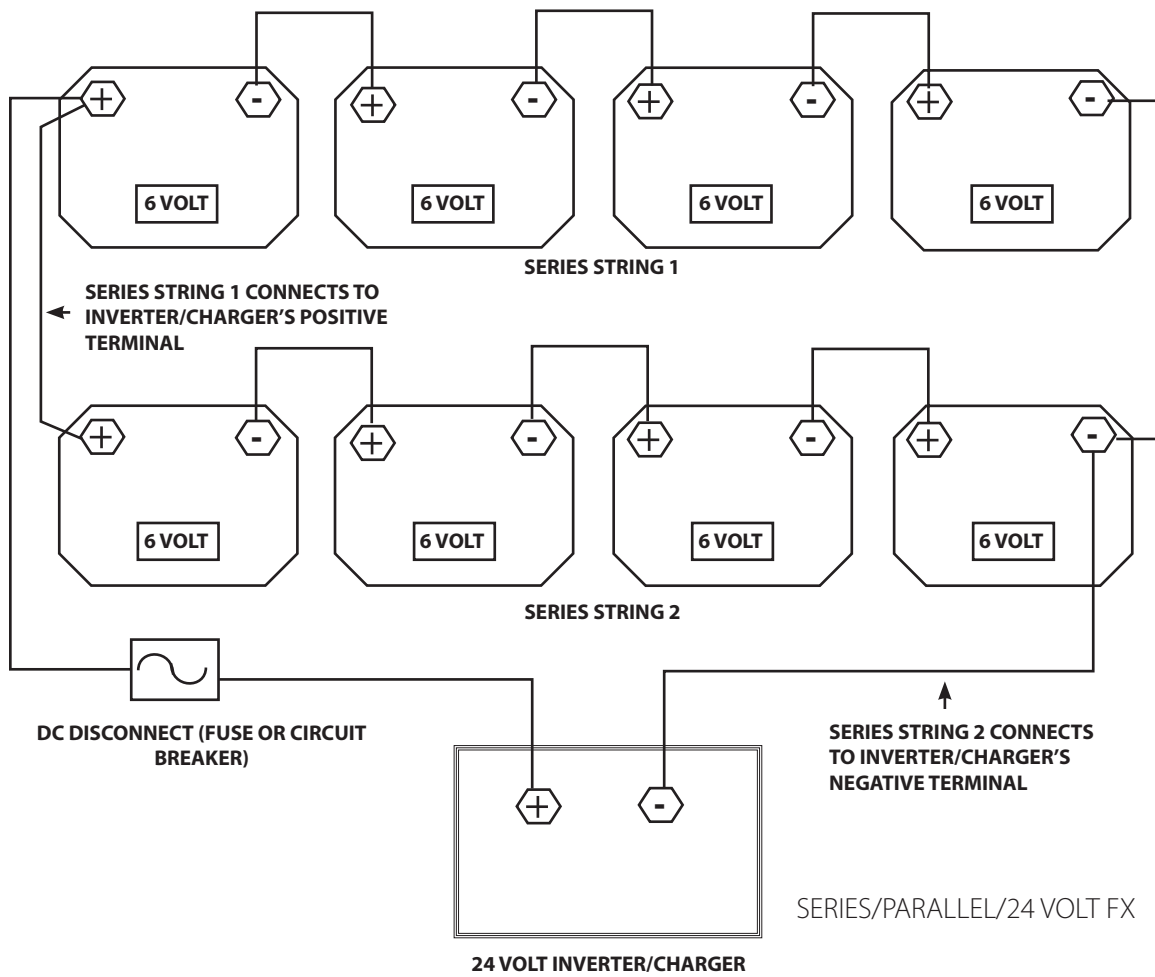 + - + - + - + -
6 VOLT 6 VOLT 6 VOLT 6 VOLT
SERIES STRING 1
SERIES STRING 1 CONNECTS TO
INVERTER/CHARGER'S POSITIVE
TERMINAL
+ - + - + - + -
6 VOLT 6 VOLT 6 VOLT 6 VOLT
SERIES STRING 2
DC DISCONNECT (FUSE OR CIRCUIT
BREAKER)
SERIES STRING 2 CONNECTS
TO INVERTER/CHARGER'S
NEGATIVE TERMINAL
+ -
SERIES/PARALLEL/24 VOLT FX
24 VOLT INVERTER/CHARGER